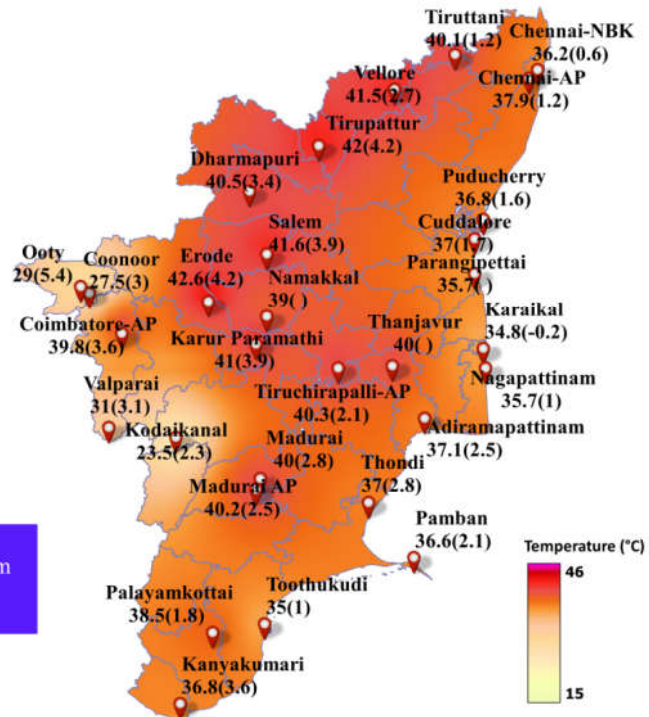 Tiruttani
40.1(1.2)
Chennai-NBK
36.2(0.6)
Chennai-AP
37.9(1.2)
Vellore
41.5(2.7)
Tirupattur
42(4.2)
Dharmapuri
40.5(3.4)
Puducherry
36.8(1.6)
Salem
41.6(3.9)
Cuddalore
Ooty
29(5.4)
Coonoor
27.5(3)
Erode
42.6(4.2)
Namakkal
39( )
Parangipettai
35.7( )
Karaikal
34.8(-0.2)
Coimbatore-AP
39.8(3.6)
Karur Paramathi
41(3.9)
Thanjavur
40( )
Nagapattinam
35.7(1)
Valparai
31(3.1)
Tiruchirapalli-AP
40.3(2.1)
Kodaikanal
23.5(2.3)
Madurai
40(2.8)
Adiramapattinam
37.1(2.5)
Thondi
37(2.8)
Madurai AP
40.2(2.5)
Pamban
36.6(2.1)
Temperature (°C)
46
15
Palayamkottai
38.5(1.8)
Toothukudi
35(1)
Kanyakumari
36.8(3.6)